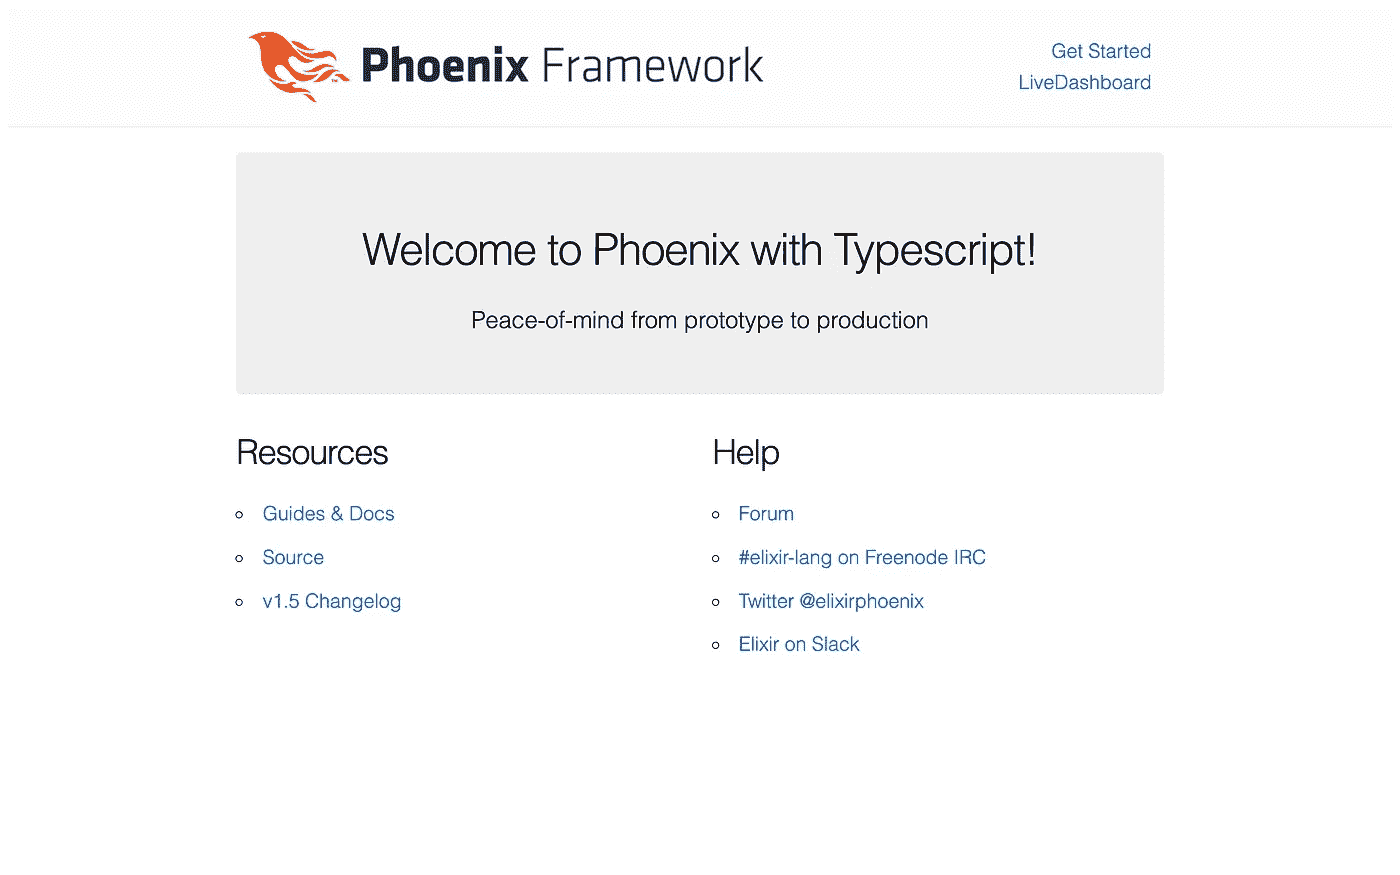 Phoenix Framework
Get Started
LiveDashboard
Welcome to Phoenix with Typescript!
Peace-of-mind from prototype to production
Resources
Guides & Docs
Source
v1.5 Changelog
Help
Forum
#elixir-lang on Freenode IRC
Twitter @elixirphoenix
Elixir on Slack